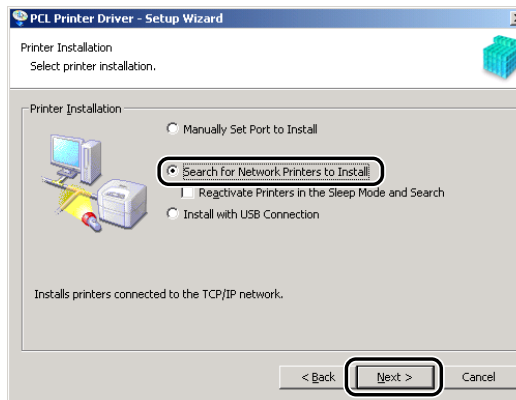 PCL Printer Driver - Setup Wizard
Printer Installation
Select printer installation.
Printer Installation
Manually Set Port to Install
Search for Network Printers to Install
Reactivate Printers in the Sleep Mode and Search
Install with USB Connection
Installs printers connected to the TCP/IP network.
< Back Next > Cancel